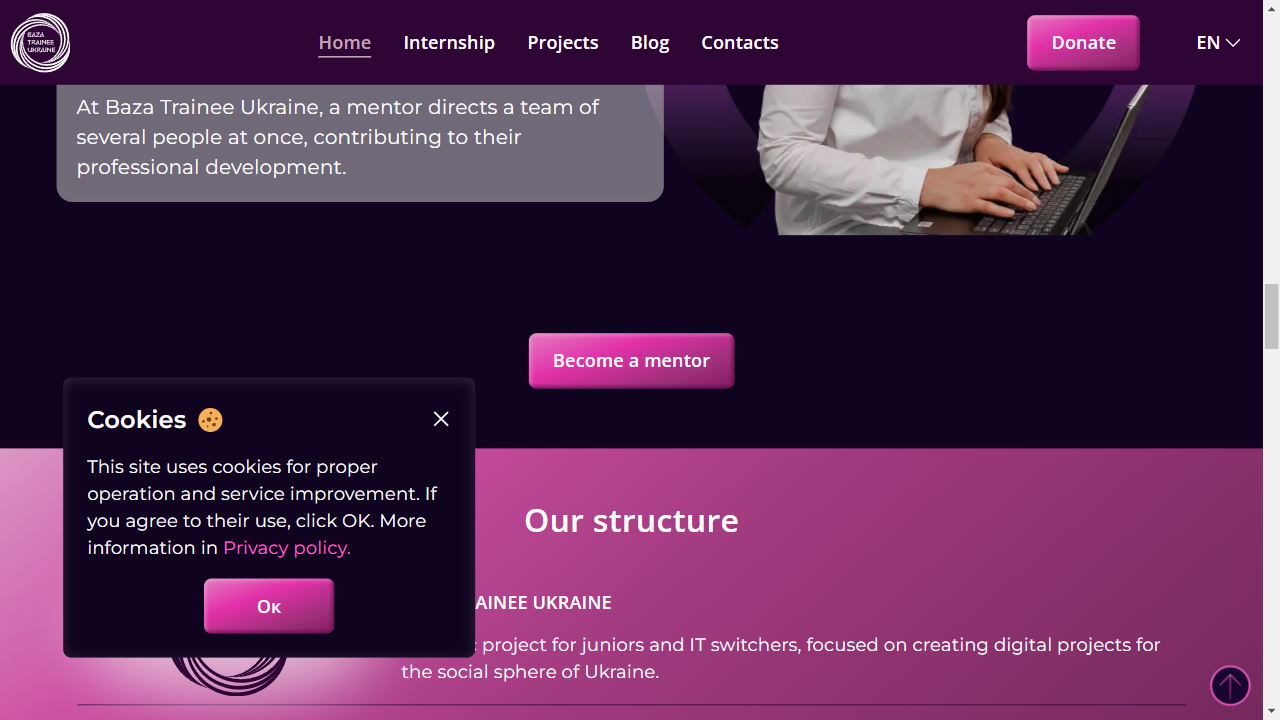 BAZA
TRAINEE
UKRAINE
Home
Internship
Projects
Blog
Contacts
Donate
EN
At Baza Trainee Ukraine, a mentor directs a team of
several people at once, contributing to their
professional development.
Become a mentor
Cookies
This site uses cookies for proper
operation and service improvement. If
you agree to their use, click OK. More
information in Privacy policy.
Ок
Our structure
AINEE UKRAINE
project for juniors and IT switchers, focused on creating digital projects for
the social sphere of Ukraine.